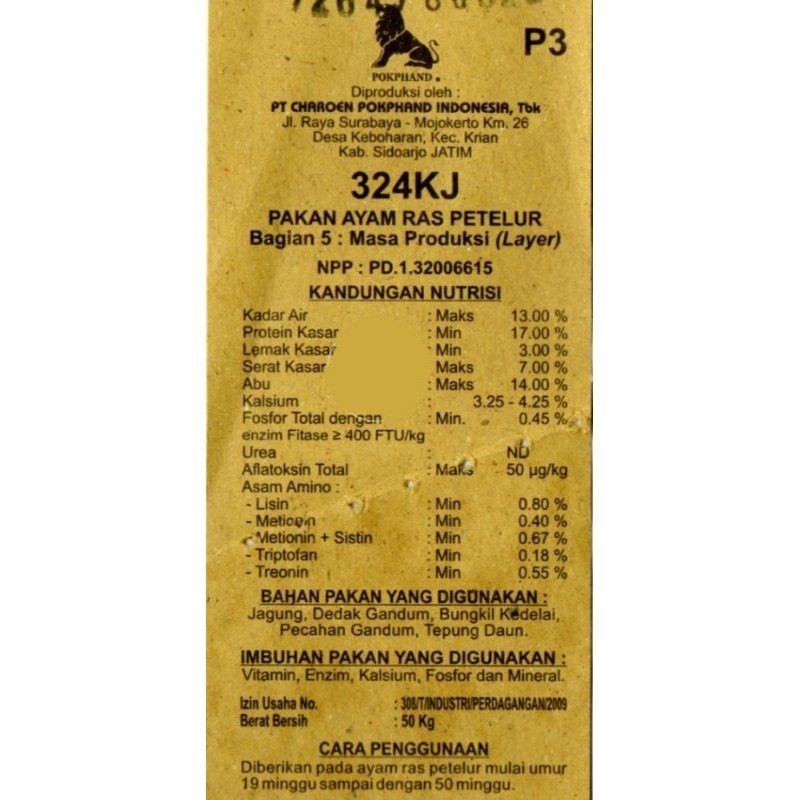 P3
POKPHAND
Diproduksi oleh :
PT CHAROEN POKPHAND INDONESIA, Tbk
Jl. Raya Surabaya - Mojokerto Km. 26
Desa Keboharan, Kec. Krian
Kab. Sidoarjo JATIM
324KJ
PAKAN AYAM RAS PETELUR
Bagian 5 : Masa Produksi (Layer)
NPP : PD.1.32006615
KANDUNGAN NUTRISI
Kadar Air : Maks 13.00 %
Protein Kasar : Min 17.00 %
Lemak Kasar : Min 3.00 %
Serat Kasar Maks 7.00 %
Abu : Maks 14.00 %
Kalsium : 3.25 - 4.25 %
Fosfor Total dengan : Min. 0.45 %
enzim Fitase ≥ 400 FTU/kg
Urea : ND
Aflatoksin Total : Maks 50 µg/kg
Asam Amino :
- Lisin : Min 0.80 %
- Metionin : Min 0.40 %
- Metionin + Sistin : Min 0.67 %
- Triptofan : Min 0.18 %
- Treonin : Min 0.55 %
BAHAN PAKAN YANG DIGUNAKAN :
Jagung, Dedak Gandum, Bungkil Kedelai,
Pecahan Gandum, Tepung Daun.
IMBUHAN PAKAN YANG DIGUNAKAN :
Vitamin, Enzim, Kalsium, Fosfor dan Mineral.
Izin Usaha No. : 308/T/INDUSTRI/PERDAGANGAN/2009
Berat Bersih : 50 Kg
CARA PENGGUNAAN
Diberikan pada ayam ras petelur mulai umur
19 minggu sampai dengan 50 minggu.